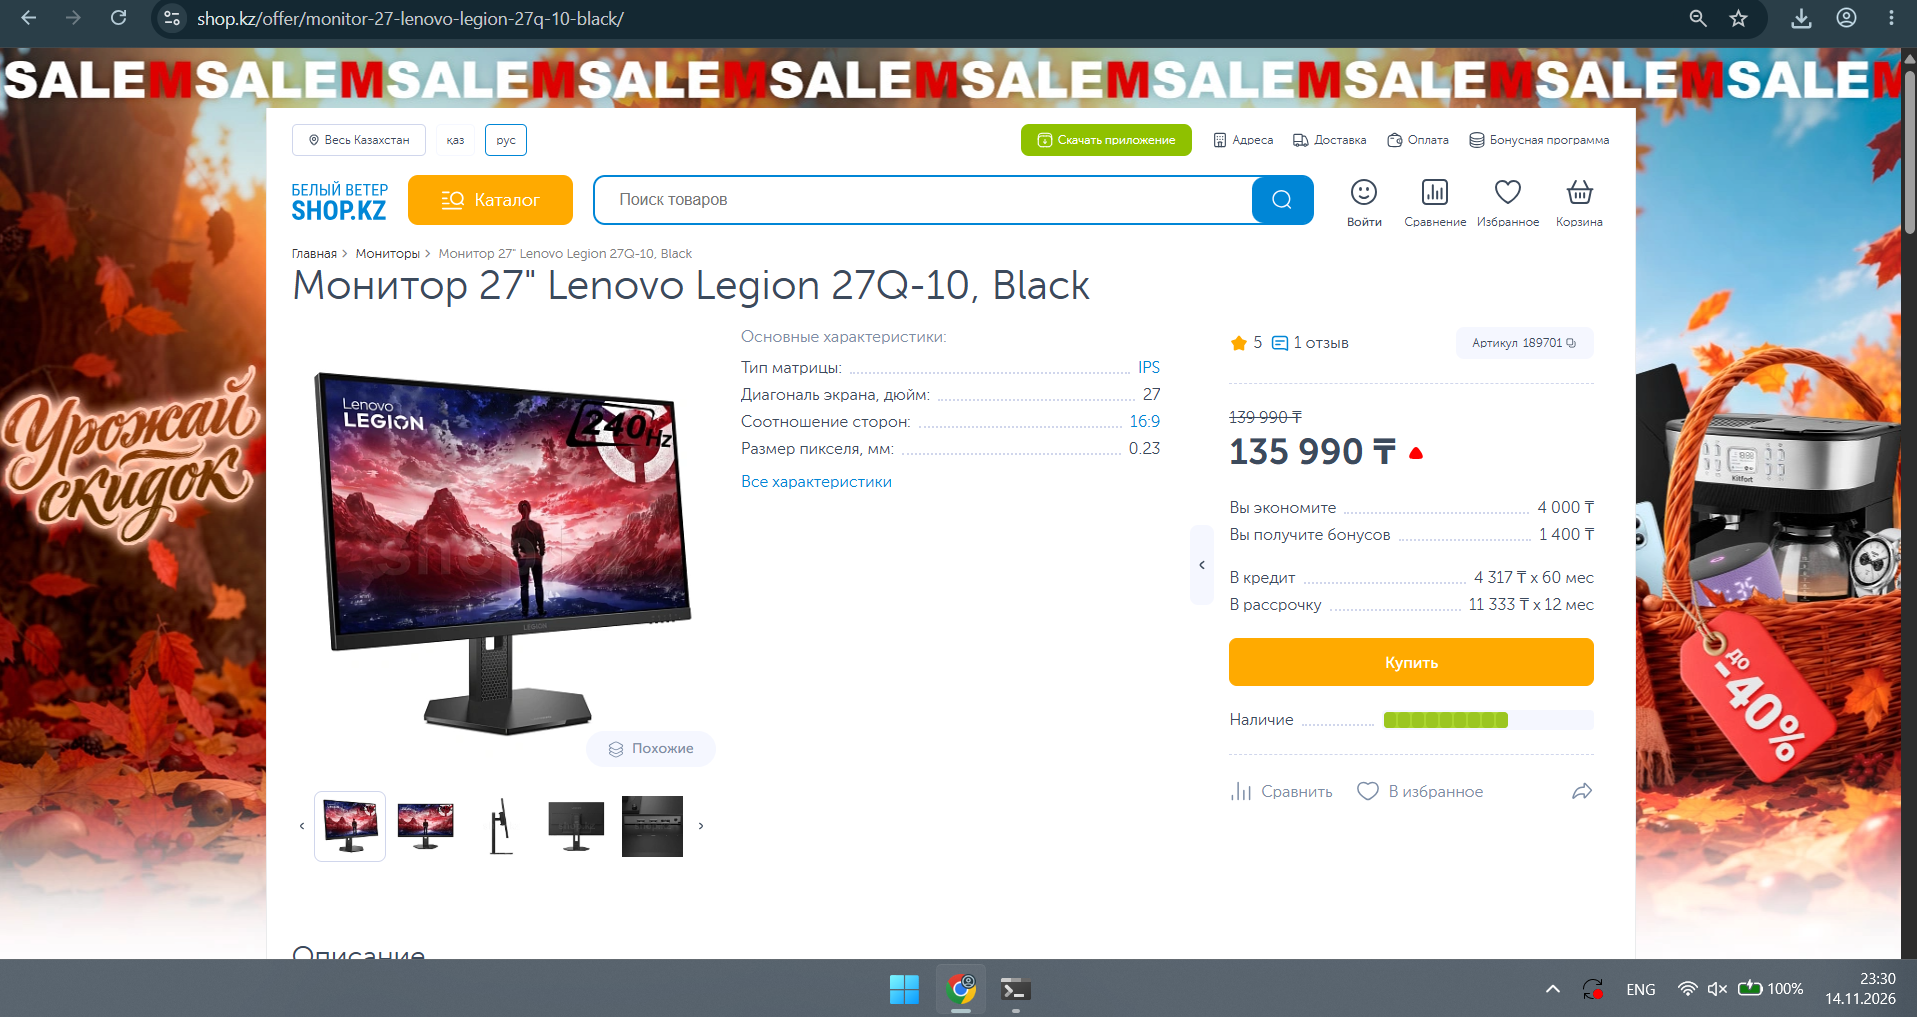 shop.kz/offer/monitor-27-lenovo-legion-27q-10-black/
SALEMSALEMSALEMSALEMSALEMSALEMSALEMSALEMSALEMSALEM
Весь Казахстан қаз рус Скачать приложение Адреса Доставка Оплата Бонусная программа
БЕЛЫЙ ВЕТЕР
SHOP.KZ
Каталог
Поиск товаров
Войти Сравнение Избранное Корзина
Главная > Мониторы > Монитор 27" Lenovo Legion 27Q-10, Black
Монитор 27" Lenovo Legion 27Q-10, Black
Урожай
скидок
Lenovo
LEGION
240Hz
LEGION
shop.kz
Похожие
Основные характеристики:
Тип матрицы: IPS
Диагональ экрана, дюйм: 27
Соотношение сторон: 16:9
Размер пикселя, мм: 0.23
Все характеристики
5 1 отзыв Артикул 189701
139 990 ₸
135 990 ₸
Вы экономите 4 000 ₸
Вы получите бонусов 1 400 ₸
В кредит 4 317 ₸ x 60 мес
В рассрочку 11 333 ₸ x 12 мес
Купить
Наличие
Сравнить В избранное
Kitfort
до
-40%
Описание
ENG 100% 23:30
14.11.2026